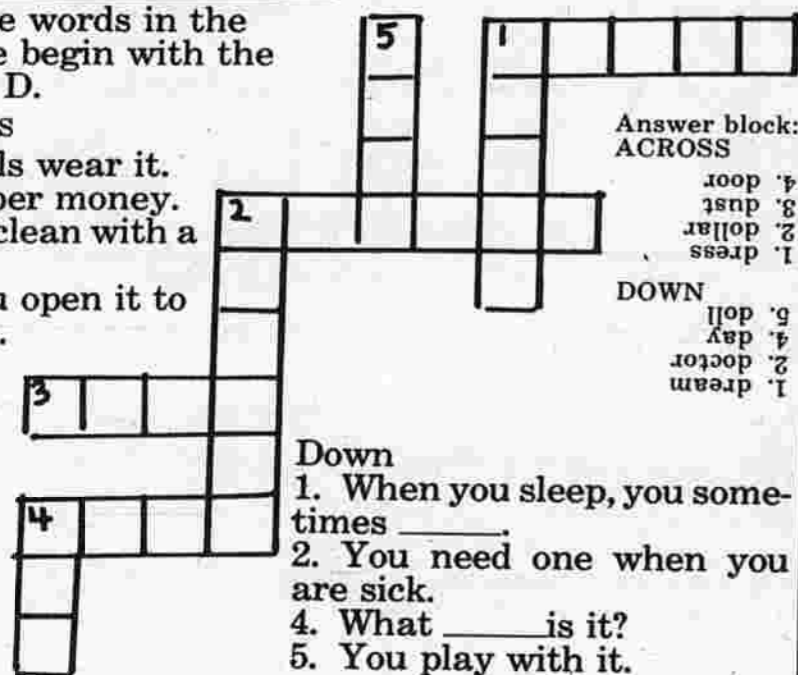 e words in the
e begin with the
D.
s
ls wear it.
per money.
clean with a
u open it to
.
5
1
2
3
4
Answer block:
ACROSS
4. door
3. dust
2. dollar
1. dress
DOWN
5. doll
4. day
2. doctor
1. dream
Down
1. When you sleep, you some-
times ______.
2. You need one when you
are sick.
4. What ______ is it?
5. You play with it.